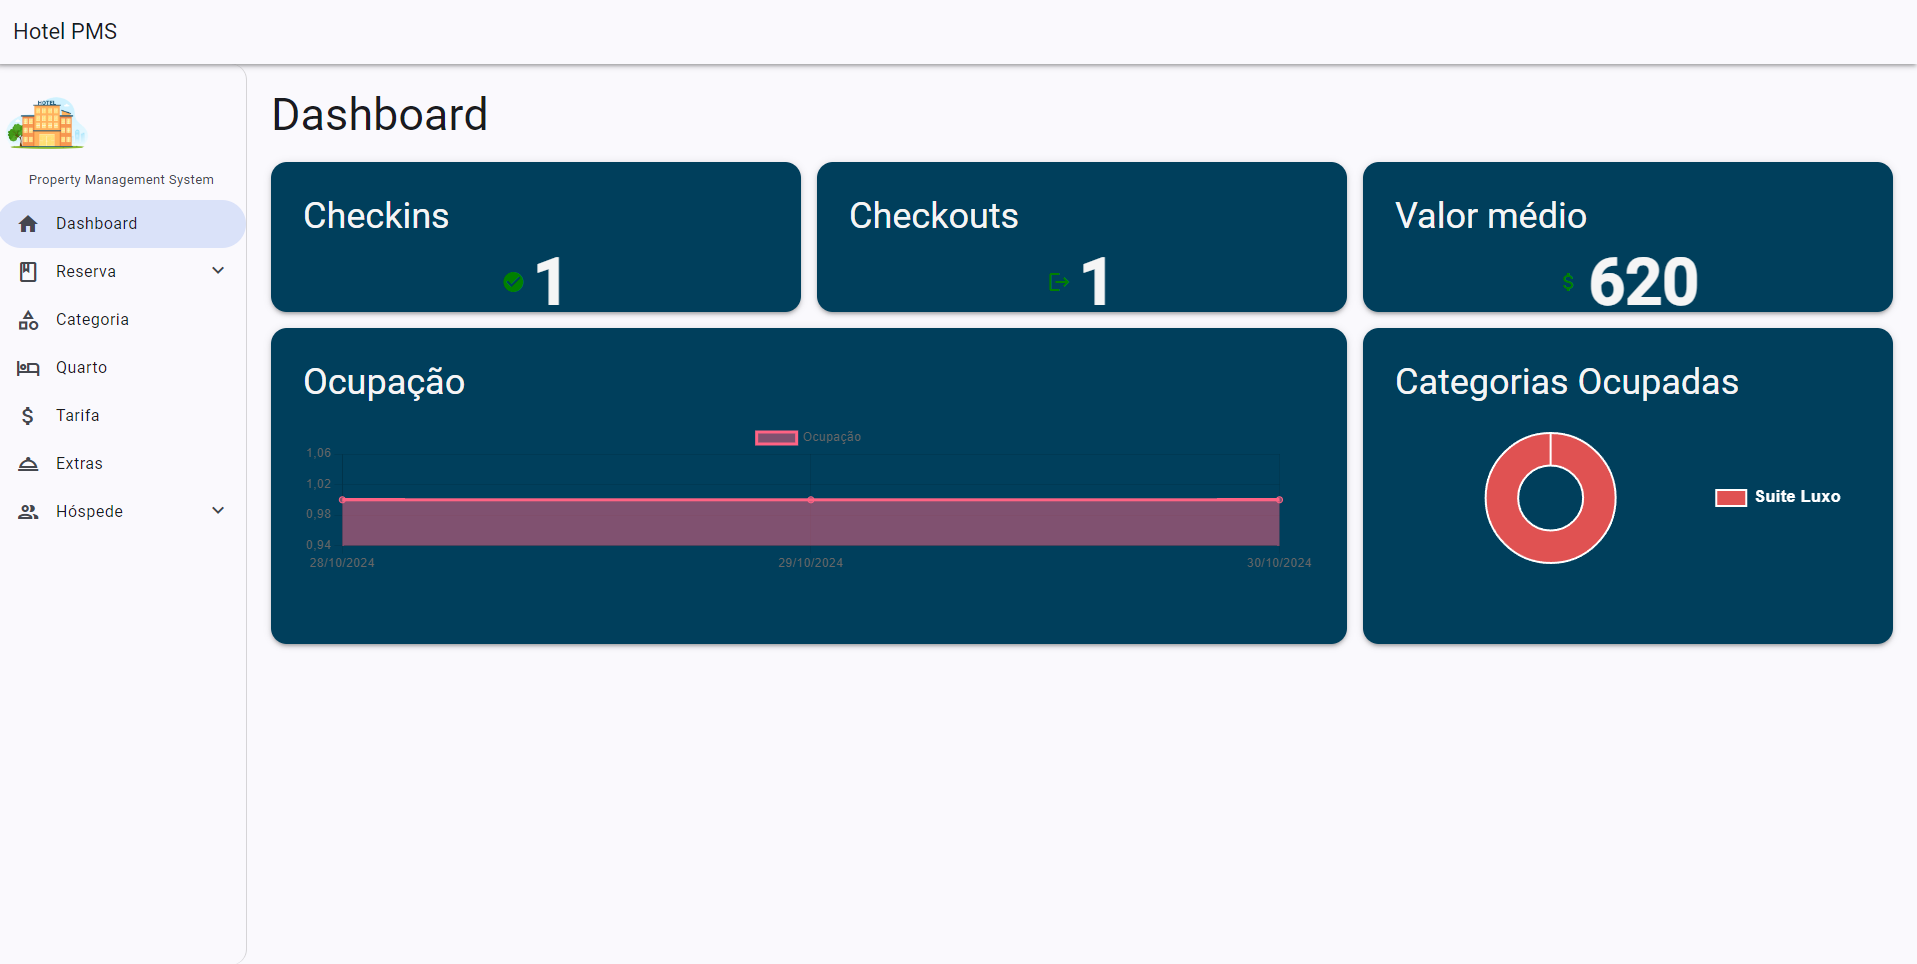 Hotel PMS
HOTEL
Property Management System
Dashboard
Reserva
Categoria
Quarto
Tarifa
Extras
Hóspede
Dashboard
Checkins
1
Checkouts
1
Valor médio
$ 620
Ocupação
Ocupação
1,06
1,02
0,98
0,94
28/10/2024 29/10/2024 30/10/2024
Categorias Ocupadas
Suite Luxo